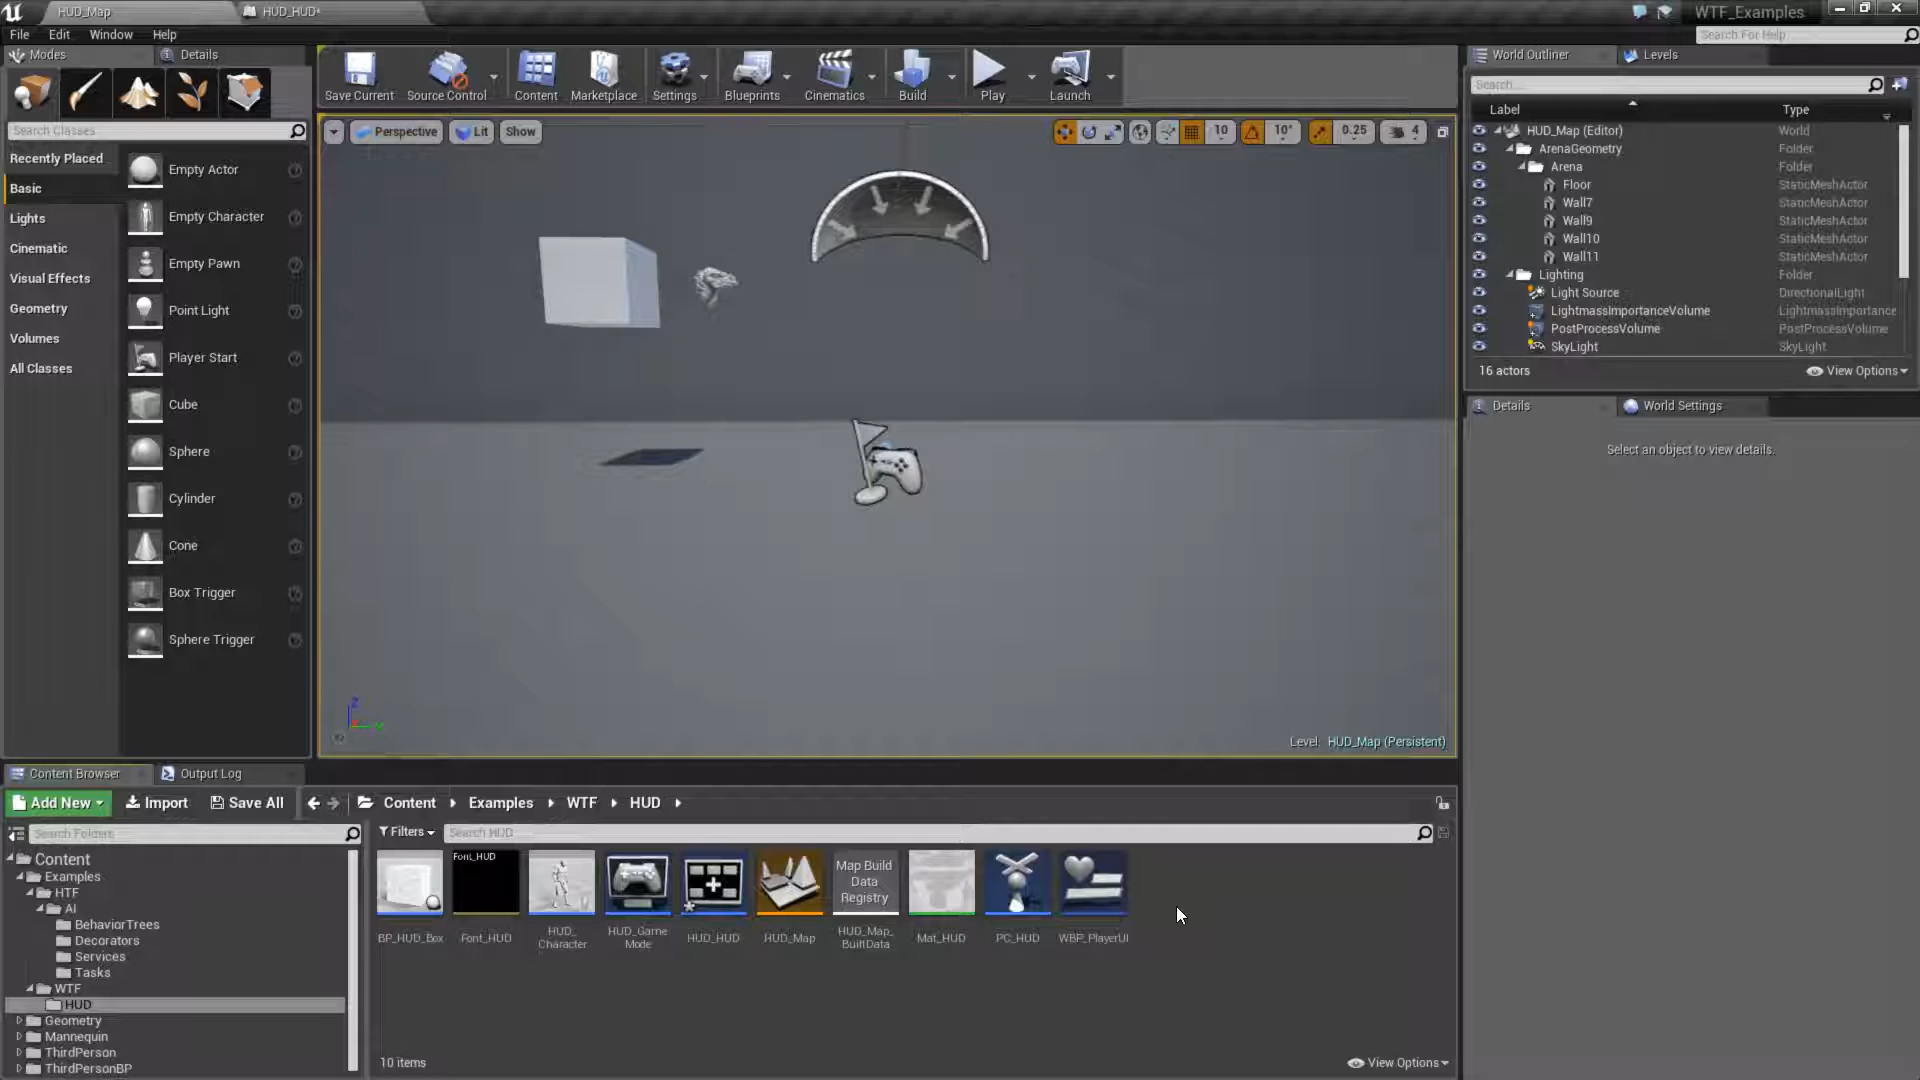 HUD_Map
HUD_HUD*
WTF_Examples
File Edit Window Help
Search For Help
Modes
Details
Search Classes
Recently Placed
Basic
Lights
Cinematic
Visual Effects
Geometry
Volumes
All Classes
Empty Actor
Empty Character
Empty Pawn
Point Light
Player Start
Cube
Sphere
Cylinder
Cone
Box Trigger
Sphere Trigger
Save Current
Source Control
Content
Marketplace
Settings
Blueprints
Cinematics
Build
Play
Launch
Perspective
Lit
Show
10
10°
0.25
4
Z
Level: HUD_Map (Persistent)
World Outliner
Levels
Search...
Label Type
HUD_Map (Editor) World
ArenaGeometry Folder
Arena Folder
Floor StaticMeshActor
Wall7 StaticMeshActor
Wall9 StaticMeshActor
Wall10 StaticMeshActor
Wall11 StaticMeshActor
Lighting Folder
Light Source DirectionalLight
LightmassImportanceVolume LightmassImportance
PostProcessVolume PostProcessVolume
SkyLight SkyLight
16 actors
View Options
Details
World Settings
Select an object to view details.
Content Browser
Output Log
Add New
Import
Save All
Content
Examples
WTF
HUD
Search Folders
Filters
Search HUD
Content
Examples
HTF
AI
BehaviorTrees
Decorators
Services
Tasks
WTF
HUD
Geometry
Mannequin
ThirdPerson
ThirdPersonBP
Font_HUD
Map Build
Data
Registry
BP_HUD_Box
Font_HUD
HUD_
Character
HUD_Game
Mode
HUD_HUD
HUD_Map
HUD_Map_
BuiltData
Mat_HUD
PC_HUD
WBP_PlayerUI
10 items
View Options